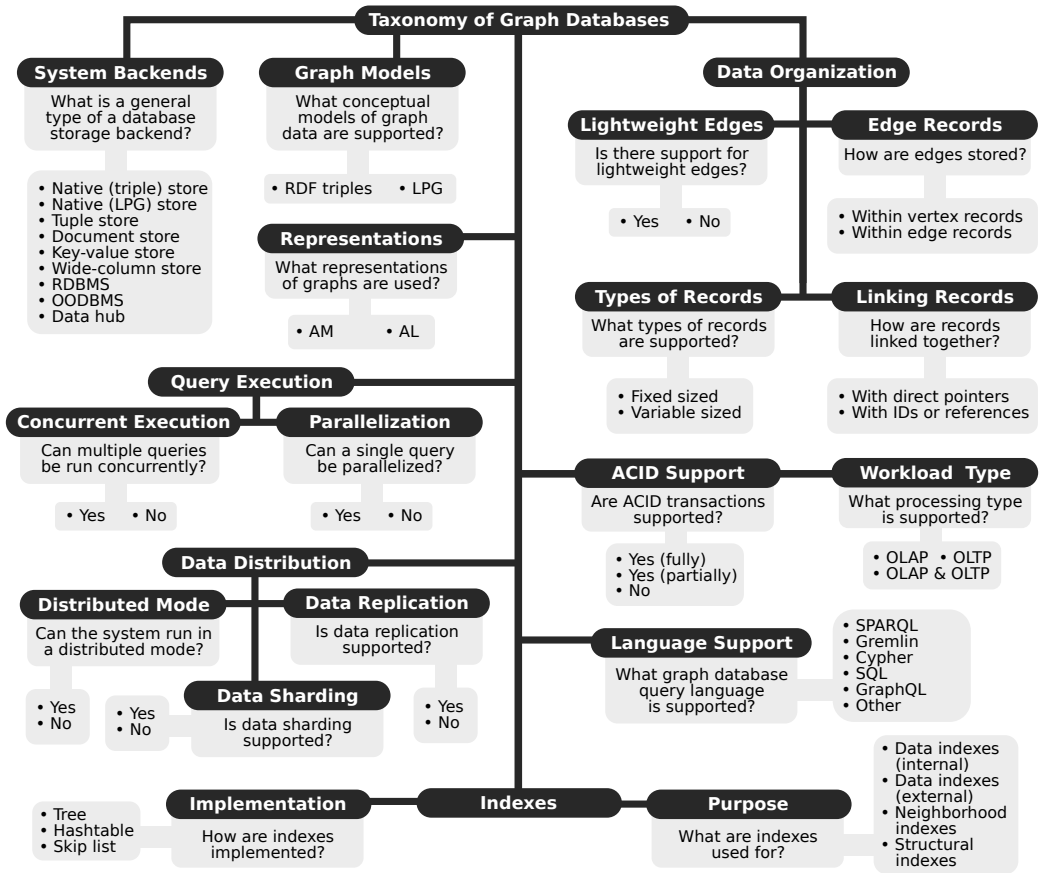 Taxonomy of Graph Databases
System Backends
What is a general
type of a database
storage backend?
• Native (triple) store
• Native (LPG) store
• Tuple store
• Document store
• Key-value store
• Wide-column store
• RDBMS
• OODBMS
• Data hub
Graph Models
What conceptual
models of graph
data are supported?
• RDF triples • LPG
Representations
What representations
of graphs are used?
• AM • AL
Data Organization
Lightweight Edges
Is there support for
lightweight edges?
• Yes • No
Edge Records
How are edges stored?
• Within vertex records
• Within edge records
Types of Records
What types of records
are supported?
• Fixed sized
• Variable sized
Linking Records
How are records
linked together?
• With direct pointers
• With IDs or references
Query Execution
Concurrent Execution
Can multiple queries
be run concurrently?
• Yes • No
Parallelization
Can a single query
be parallelized?
• Yes • No
ACID Support
Are ACID transactions
supported?
• Yes (fully)
• Yes (partially)
• No
Workload Type
What processing type
is supported?
• OLAP • OLTP
• OLAP & OLTP
Data Distribution
Distributed Mode
Can the system run in
a distributed mode?
• Yes
• No
Data Replication
Is data replication
supported?
• Yes
• No
Data Sharding
Is data sharding
supported?
• Yes
• No
Language Support
What graph database
query language
is supported?
• SPARQL
• Gremlin
• Cypher
• SQL
• GraphQL
• Other
Indexes
Implementation
How are indexes
implemented?
• Tree
• Hashtable
• Skip list
Purpose
What are indexes
used for?
• Data indexes
(internal)
• Data indexes
(external)
• Neighborhood
indexes
• Structural
indexes